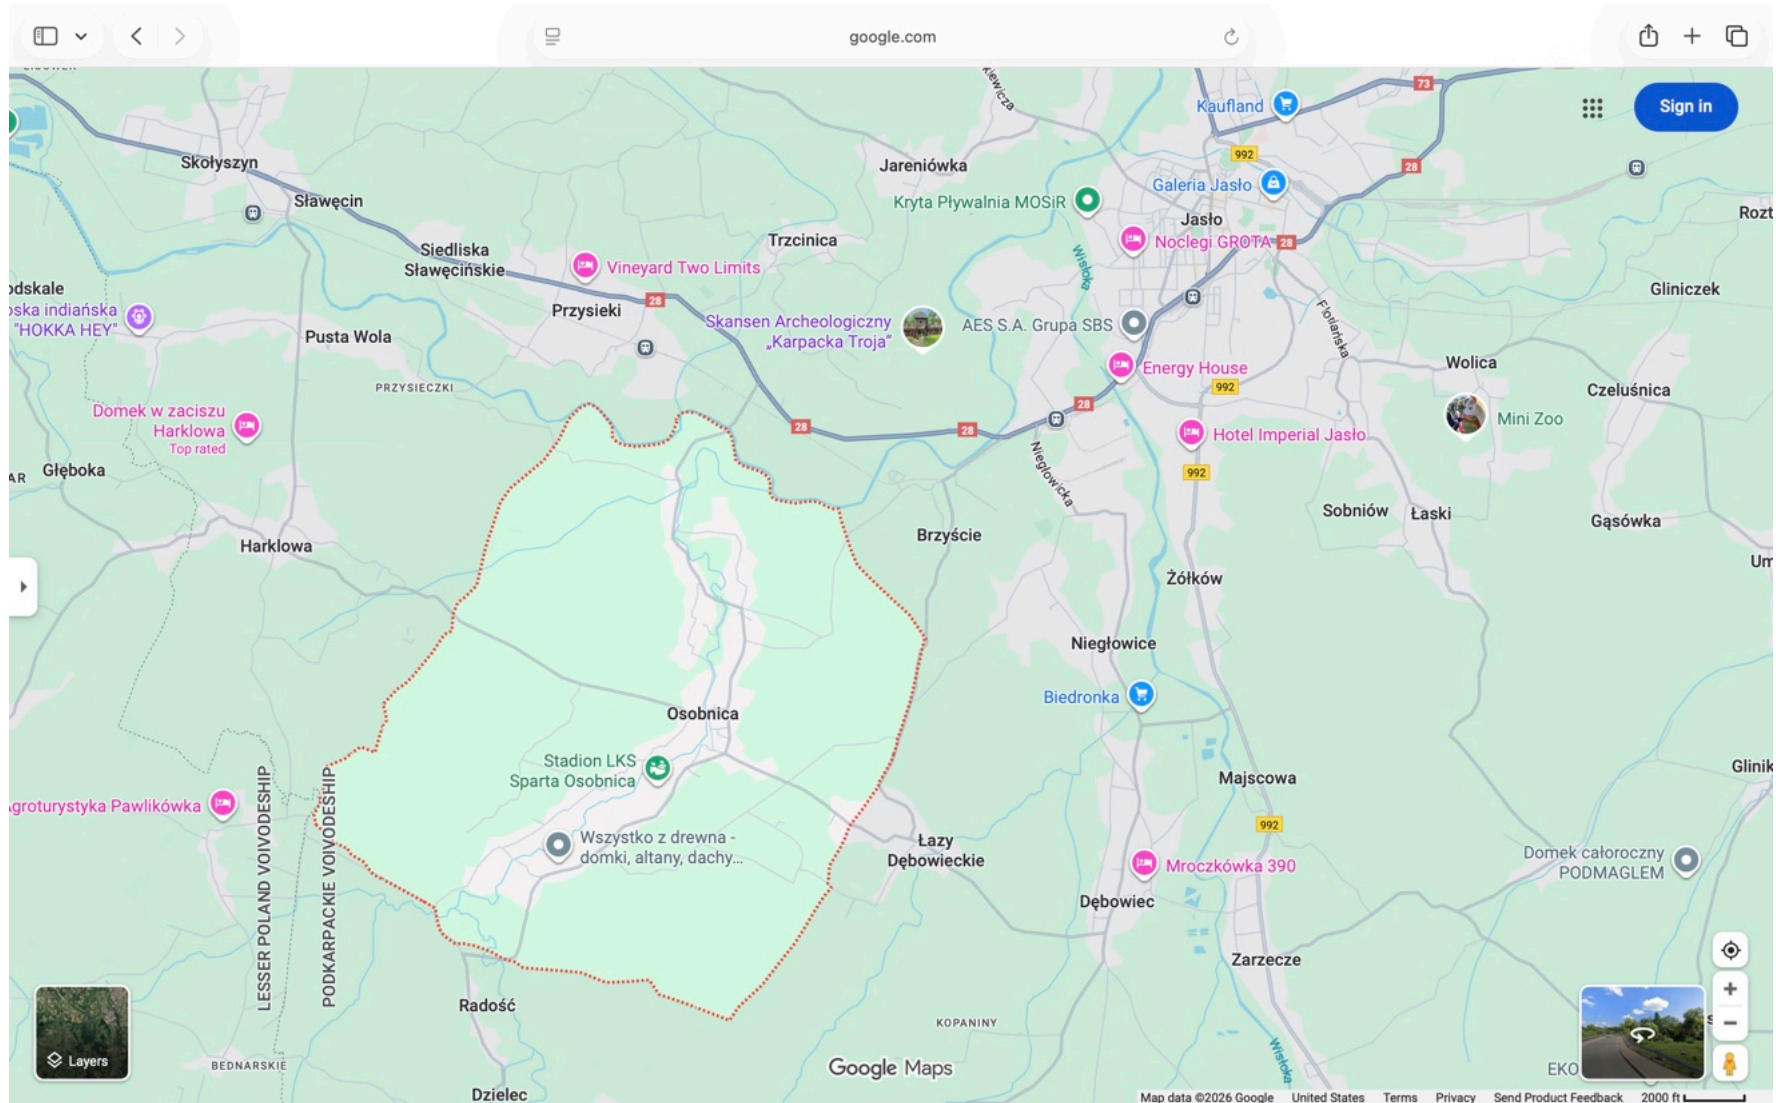 google.com
Sign in
73
Kaufland
992
28
Jareniówka
Skołyszyn
Galeria Jasło
Sławęcin
Kryta Pływalnia MOSiR
Jasło
Trzcinica
Noclegi GROTA
28
Siedliska
Sławęcińskie
Vineyard Two Limits
Wisłoka
Gliniczek
28
Przysieki
Skansen Archeologiczny
„Karpacka Troja”
AES S.A. Grupa SBS
Floriańska
"HOKKA HEY"
Pusta Wola
Wolica
Energy House
992
PRZYSIECZKI
Czeluśnica
Domek w zaciszu
Harklowa
Top rated
28
28
28
Mini Zoo
Hotel Imperial Jasło
Głęboka
992
Niegłowicka
Sobniów
Łaski
Gąsówka
Harklowa
Brzyście
Żółków
Niegłowice
Biedronka
Osobnica
Stadion LKS
Sparta Osobnica
Majscowa
Agroturystyka Pawlikówka
LESSER POLAND VOIVODESHIP
PODKARPACKIE VOIVODESHIP
992
Wszystko z drewna -
domki, altany, dachy...
Łazy
Dębowieckie
Domek całoroczny
PODMAGLEM
Mroczkówka 390
Dębowiec
Zarzecze
Radość
KOPANINY
Wisłoka
Layers
BEDNARSKIE
Google Maps
Dzielec
Map data ©2026 Google United States Terms Privacy Send Product Feedback 2000 ft